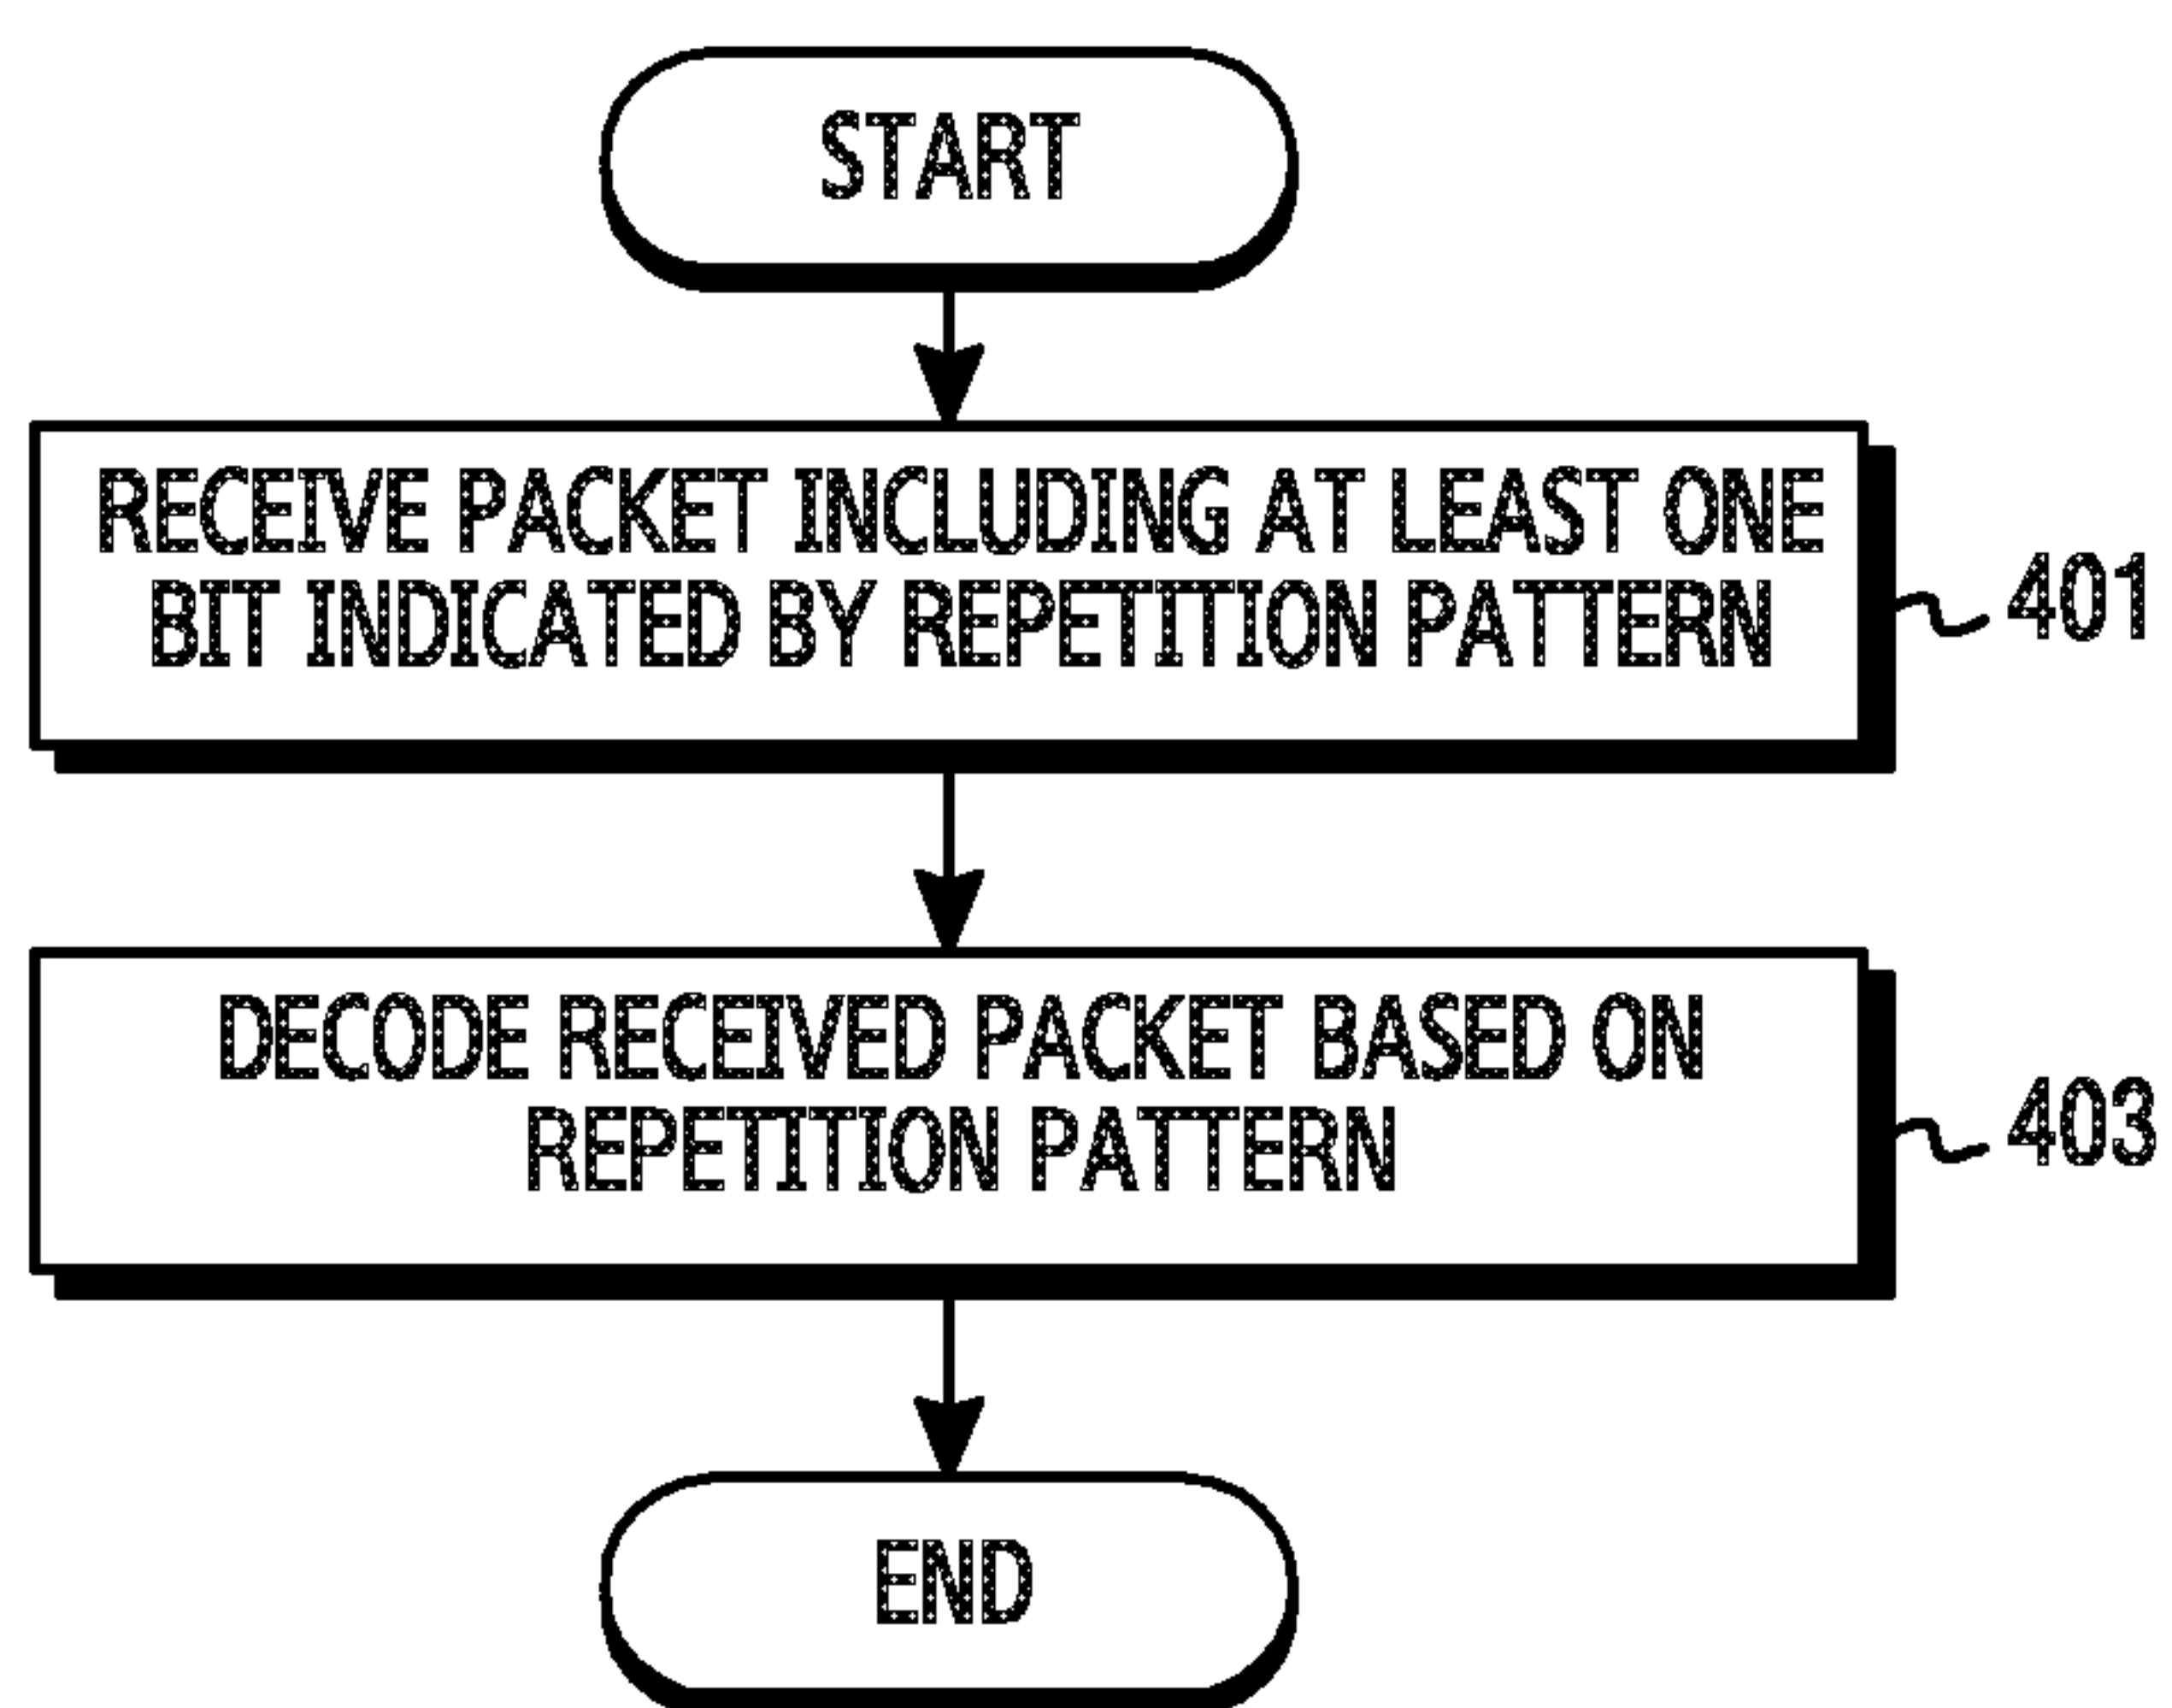 START
RECEIVE PACKET INCLUDING AT LEAST ONE
BIT INDICATED BY REPETITION PATTERN
401
DECODE RECEIVED PACKET BASED ON
REPETITION PATTERN
403
END